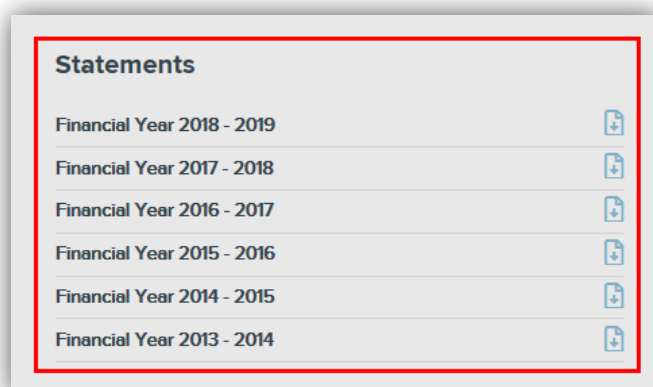 Statements
Financial Year 2018 - 2019
Financial Year 2017 - 2018
Financial Year 2016 - 2017
Financial Year 2015 - 2016
Financial Year 2014 - 2015
Financial Year 2013 - 2014